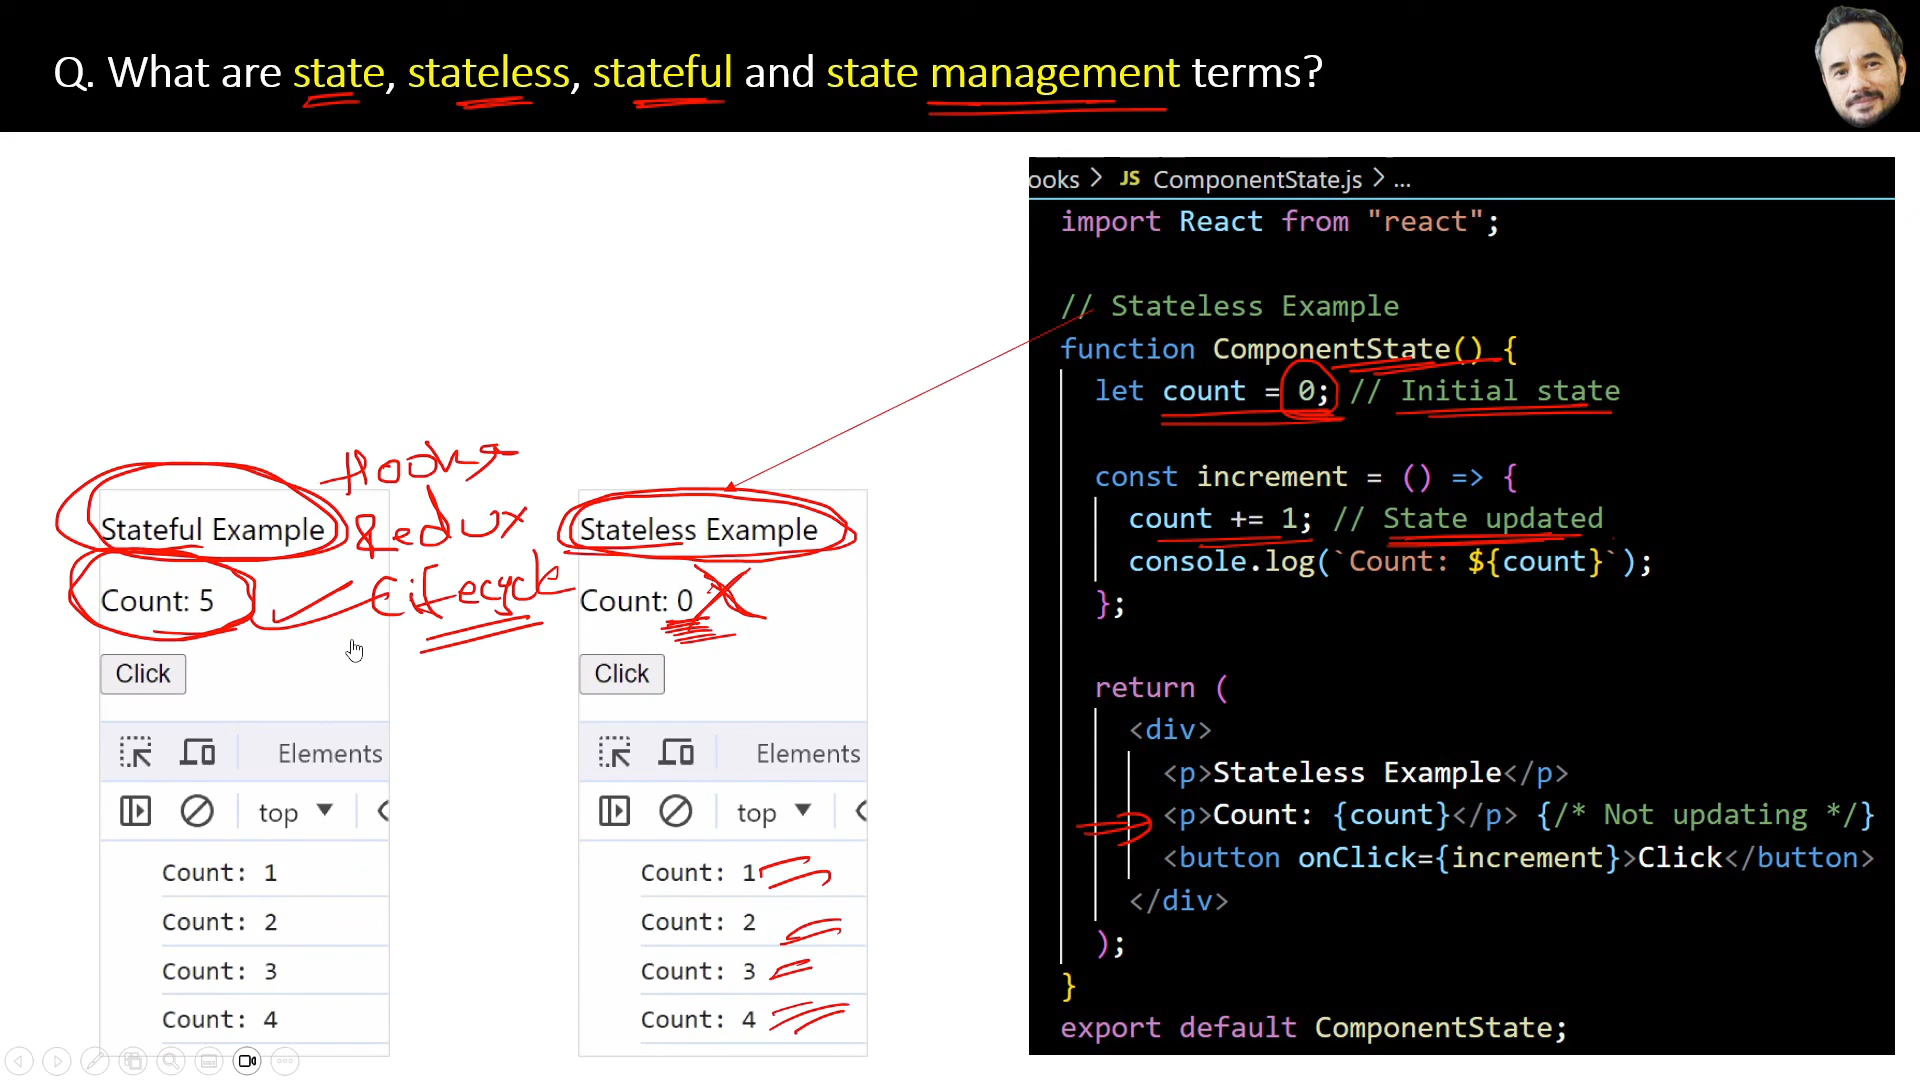 Q. What are state, stateless, stateful and state management terms?
ooks > JS ComponentState.js > ...
import React from "react";
// Stateless Example
function ComponentState() {
let count = 0; // Initial state
const increment = () => {
count += 1; // State updated
console.log(`Count: ${count}`);
};
return (
<div>
<p>Stateless Example</p>
<p>Count: {count}</p> {/* Not updating */}
<button onClick={increment}>Click</button>
</div>
);
}
export default ComponentState;
Hooks
Redux
Lifecycle
Stateful Example
Count: 5
Click
Elements
top
Count: 1
Count: 2
Count: 3
Count: 4
Stateless Example
Count: 0
Click
Elements
top
Count: 1
Count: 2
Count: 3
Count: 4